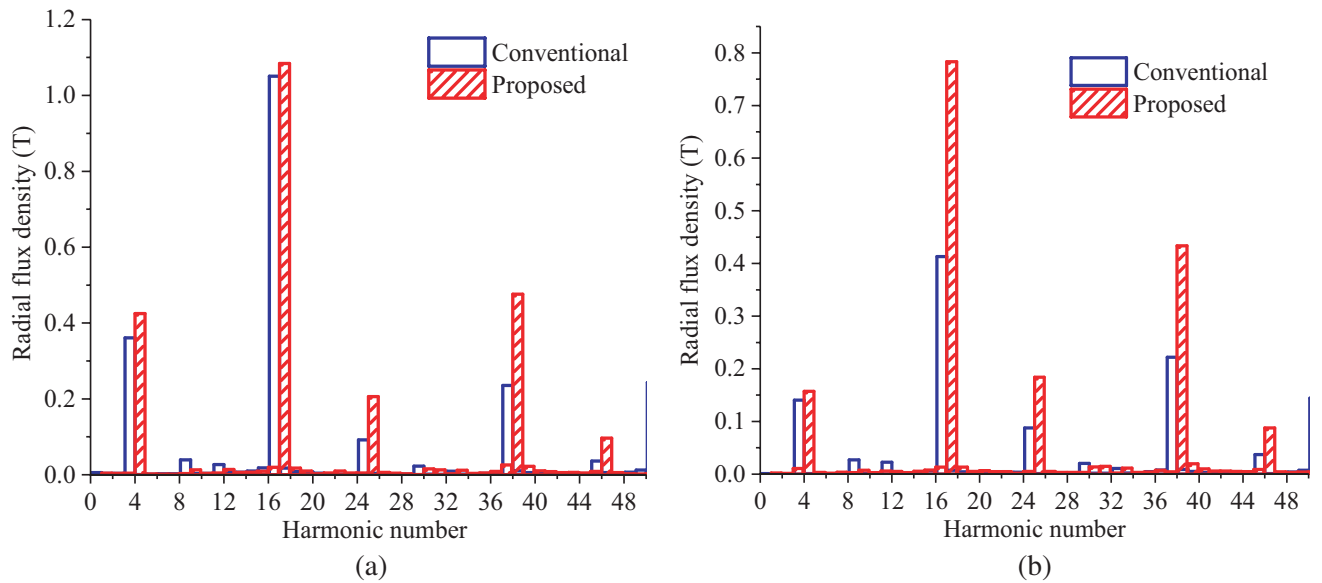 1.2
1.0
0.8
0.6
0.4
0.2
0.0
Radial flux density (T)
Conventional
Proposed
0 4 8 12 16 20 24 28 32 36 40 44 48
Harmonic number
(a)
0.8
0.7
0.6
0.5
0.4
0.3
0.2
0.1
0.0
Radial flux density (T)
Conventional
Proposed
0 4 8 12 16 20 24 28 32 36 40 44 48
Harmonic number
(b)